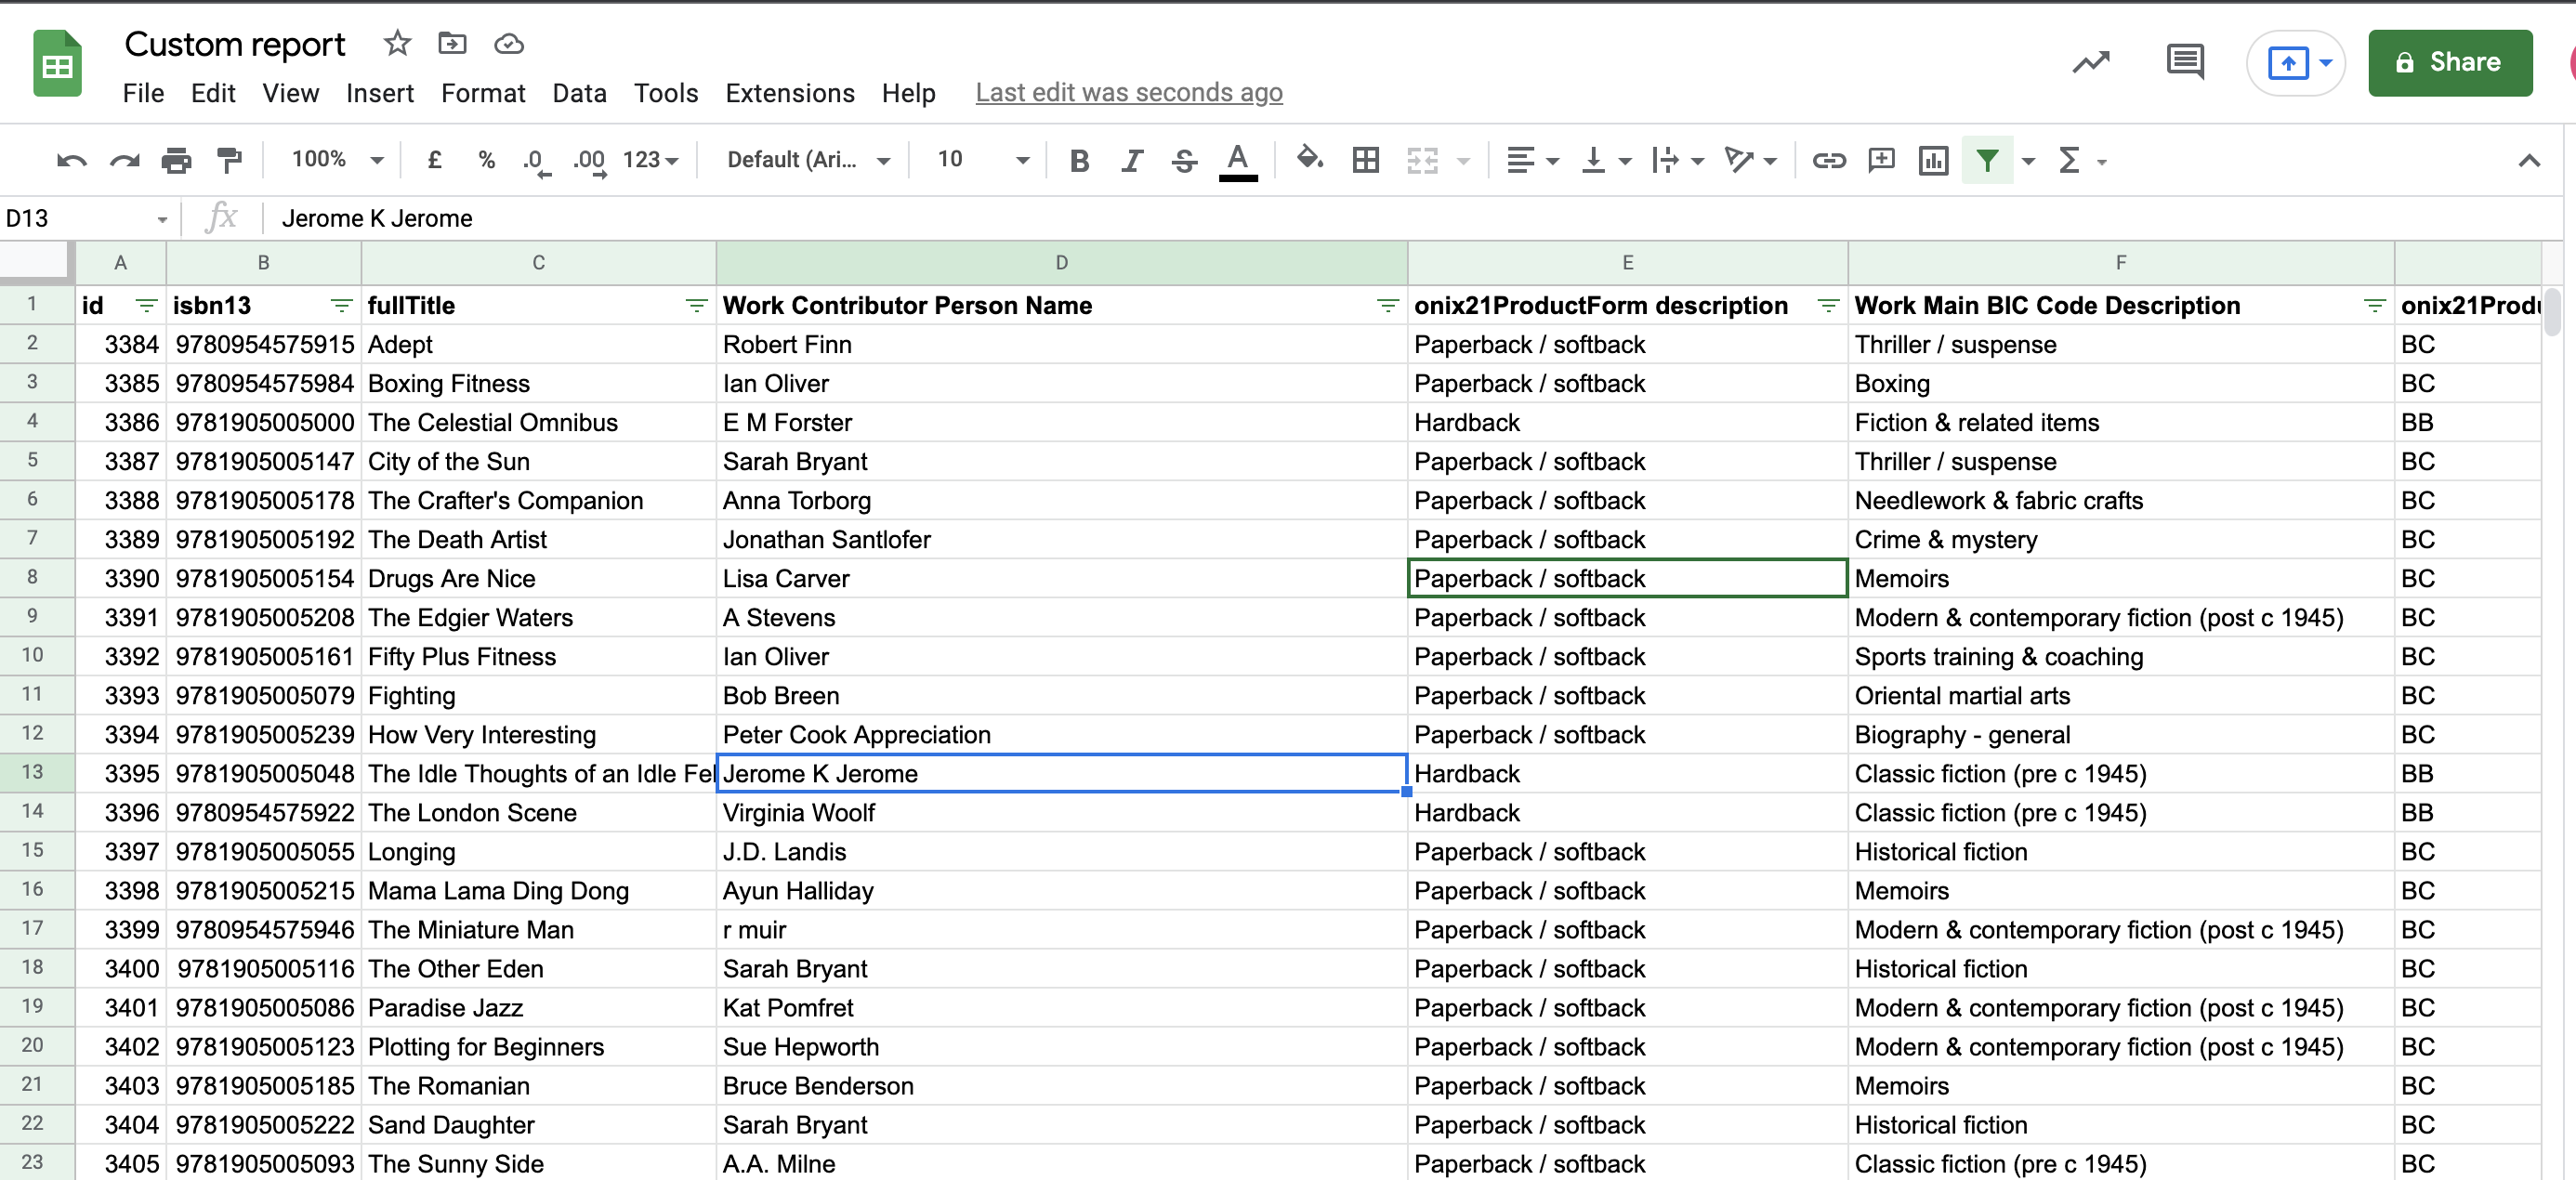 Custom report
File Edit View Insert Format Data Tools Extensions Help Last edit was seconds ago
Share
100% £ % .0 .00 123 Default (Ari... 10 B I S A
D13 fx Jerome K Jerome
A B C D E F
1 id isbn13 fullTitle Work Contributor Person Name onix21ProductForm description Work Main BIC Code Description onix21Produ
2 3384 9780954575915 Adept Robert Finn Paperback / softback Thriller / suspense BC
3 3385 9780954575984 Boxing Fitness Ian Oliver Paperback / softback Boxing BC
4 3386 9781905005000 The Celestial Omnibus E M Forster Hardback Fiction & related items BB
5 3387 9781905005147 City of the Sun Sarah Bryant Paperback / softback Thriller / suspense BC
6 3388 9781905005178 The Crafter's Companion Anna Torborg Paperback / softback Needlework & fabric crafts BC
7 3389 9781905005192 The Death Artist Jonathan Santlofer Paperback / softback Crime & mystery BC
8 3390 9781905005154 Drugs Are Nice Lisa Carver Paperback / softback Memoirs BC
9 3391 9781905005208 The Edgier Waters A Stevens Paperback / softback Modern & contemporary fiction (post c 1945) BC
10 3392 9781905005161 Fifty Plus Fitness Ian Oliver Paperback / softback Sports training & coaching BC
11 3393 9781905005079 Fighting Bob Breen Paperback / softback Oriental martial arts BC
12 3394 9781905005239 How Very Interesting Peter Cook Appreciation Paperback / softback Biography - general BC
13 3395 9781905005048 The Idle Thoughts of an Idle Fel Jerome K Jerome Hardback Classic fiction (pre c 1945) BB
14 3396 9780954575922 The London Scene Virginia Woolf Hardback Classic fiction (pre c 1945) BB
15 3397 9781905005055 Longing J.D. Landis Paperback / softback Historical fiction BC
16 3398 9781905005215 Mama Lama Ding Dong Ayun Halliday Paperback / softback Memoirs BC
17 3399 9780954575946 The Miniature Man r muir Paperback / softback Modern & contemporary fiction (post c 1945) BC
18 3400 9781905005116 The Other Eden Sarah Bryant Paperback / softback Historical fiction BC
19 3401 9781905005086 Paradise Jazz Kat Pomfret Paperback / softback Modern & contemporary fiction (post c 1945) BC
20 3402 9781905005123 Plotting for Beginners Sue Hepworth Paperback / softback Modern & contemporary fiction (post c 1945) BC
21 3403 9781905005185 The Romanian Bruce Benderson Paperback / softback Memoirs BC
22 3404 9781905005222 Sand Daughter Sarah Bryant Paperback / softback Historical fiction BC
23 3405 9781905005093 The Sunny Side A.A. Milne Paperback / softback Classic fiction (pre c 1945) BC